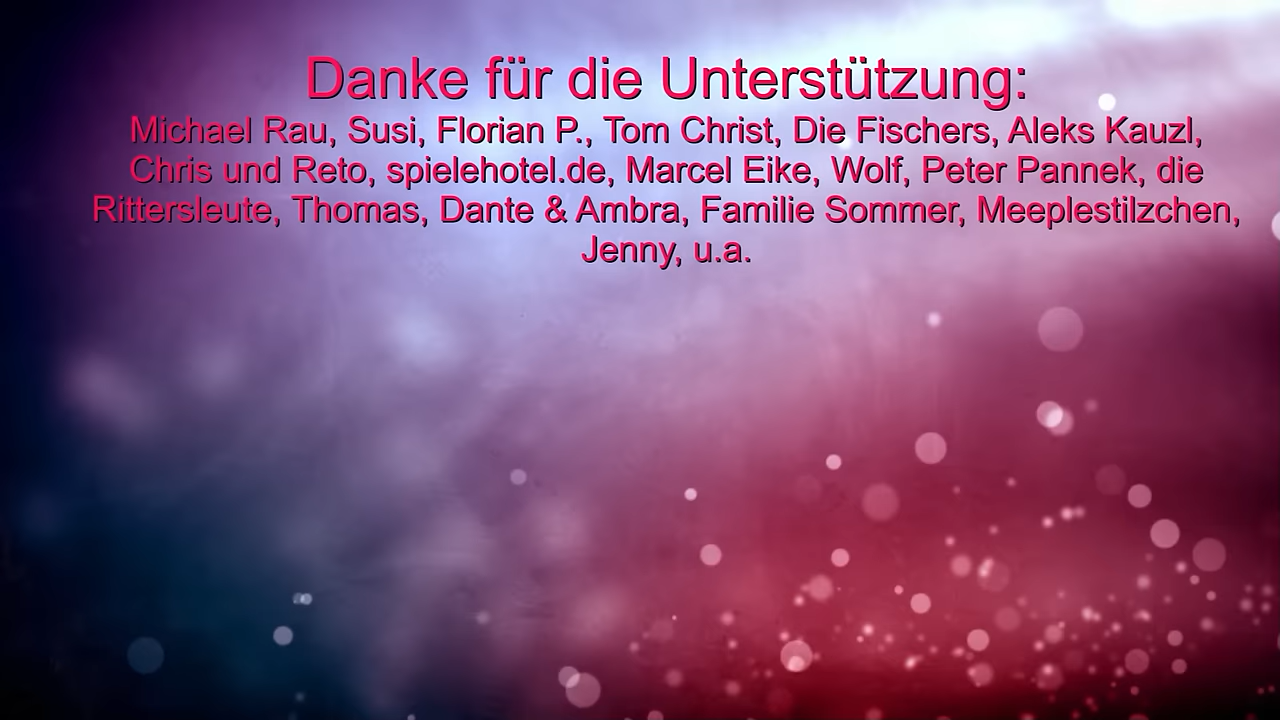 Danke für die Unterstützung:
Michael Rau, Susi, Florian P., Tom Christ, Die Fischers, Aleks Kauzl,
Chris und Reto, spielehotel.de, Marcel Eike, Wolf, Peter Pannek, die
Rittersleute, Thomas, Dante & Ambra, Familie Sommer, Meeplestilzchen,
Jenny, u.a.